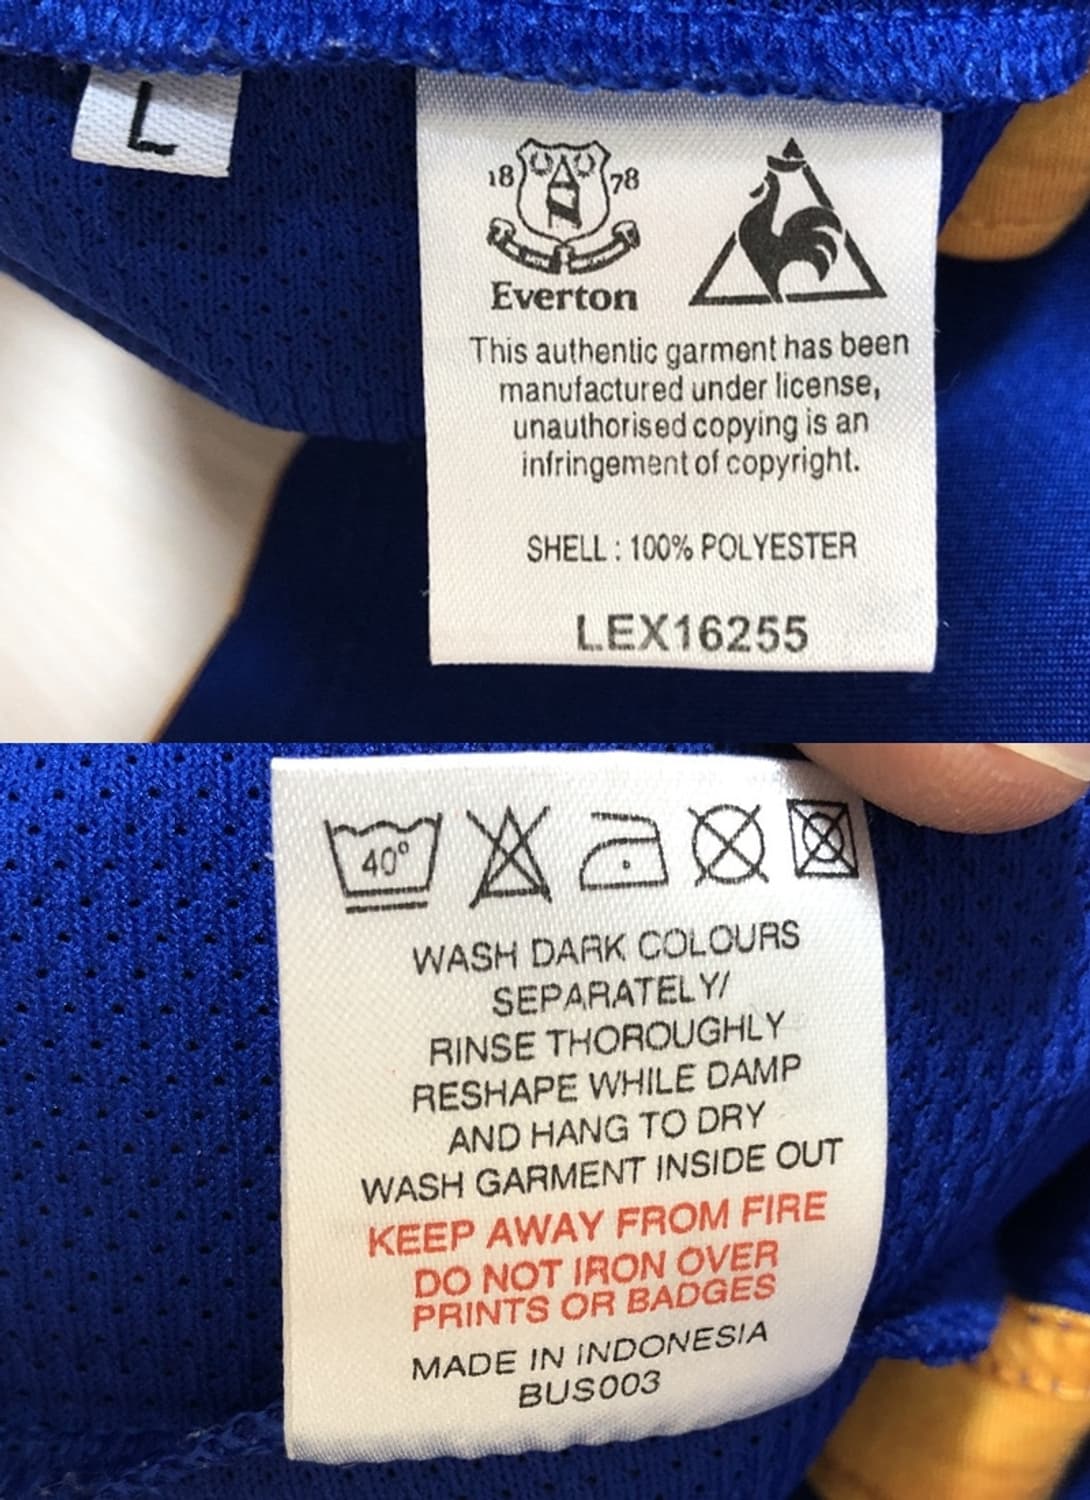 L
18 78
Everton
This authentic garment has been
manufactured under license,
unauthorised copying is an
infringement of copyright.
SHELL : 100% POLYESTER
LEX16255
40°
WASH DARK COLOURS
SEPARATELY/
RINSE THOROUGHLY
RESHAPE WHILE DAMP
AND HANG TO DRY
WASH GARMENT INSIDE OUT
KEEP AWAY FROM FIRE
DO NOT IRON OVER
PRINTS OR BADGES
MADE IN INDONESIA
BUS003